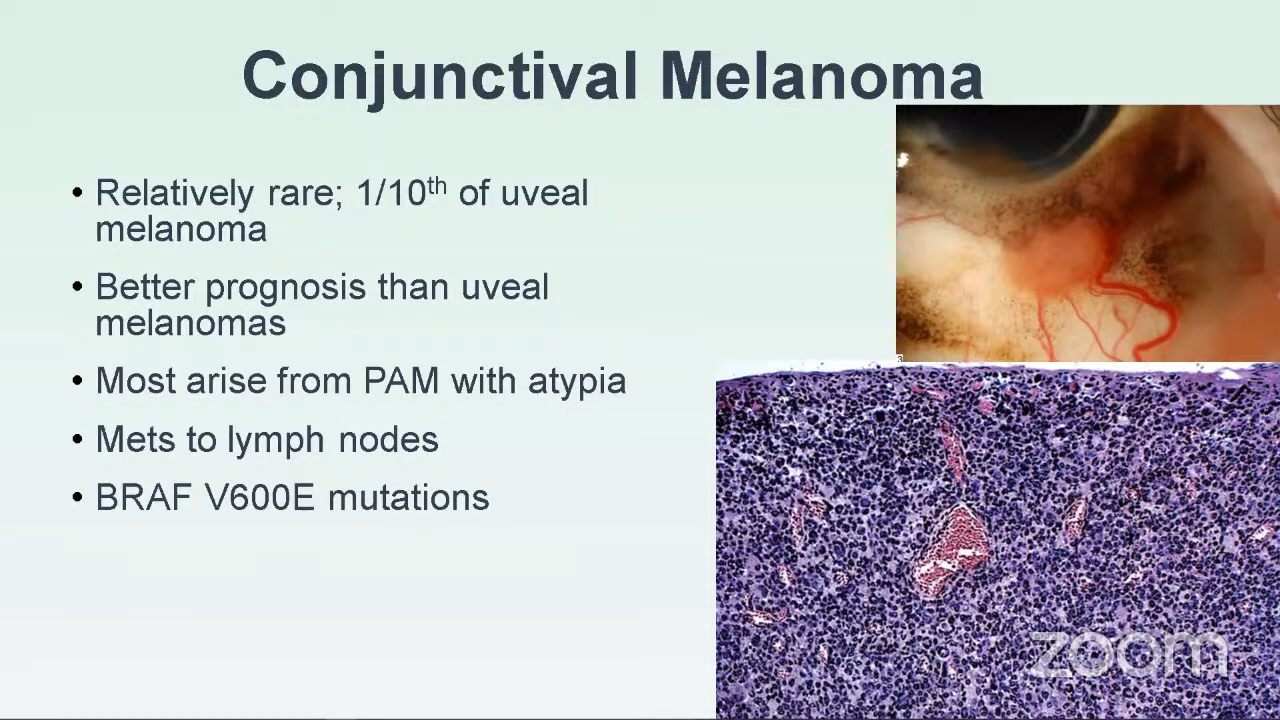 Conjunctival Melanoma
• Relatively rare; 1/10th of uveal
melanoma
• Better prognosis than uveal
melanomas
• Most arise from PAM with atypia
• Mets to lymph nodes
• BRAF V600E mutations
3
zoom